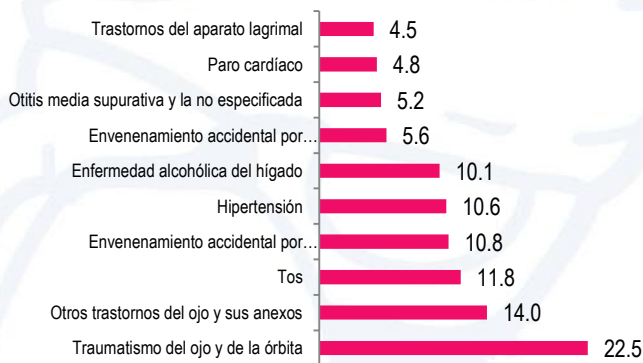 Trastornos del aparato lagrimal 4.5
Paro cardíaco 4.8
Otitis media supurativa y la no especificada 5.2
Envenenamiento accidental por… 5.6
Enfermedad alcohólica del hígado 10.1
Hipertensión 10.6
Envenenamiento accidental por… 10.8
Tos 11.8
Otros trastornos del ojo y sus anexos 14.0
Traumatismo del ojo y de la órbita 22.5